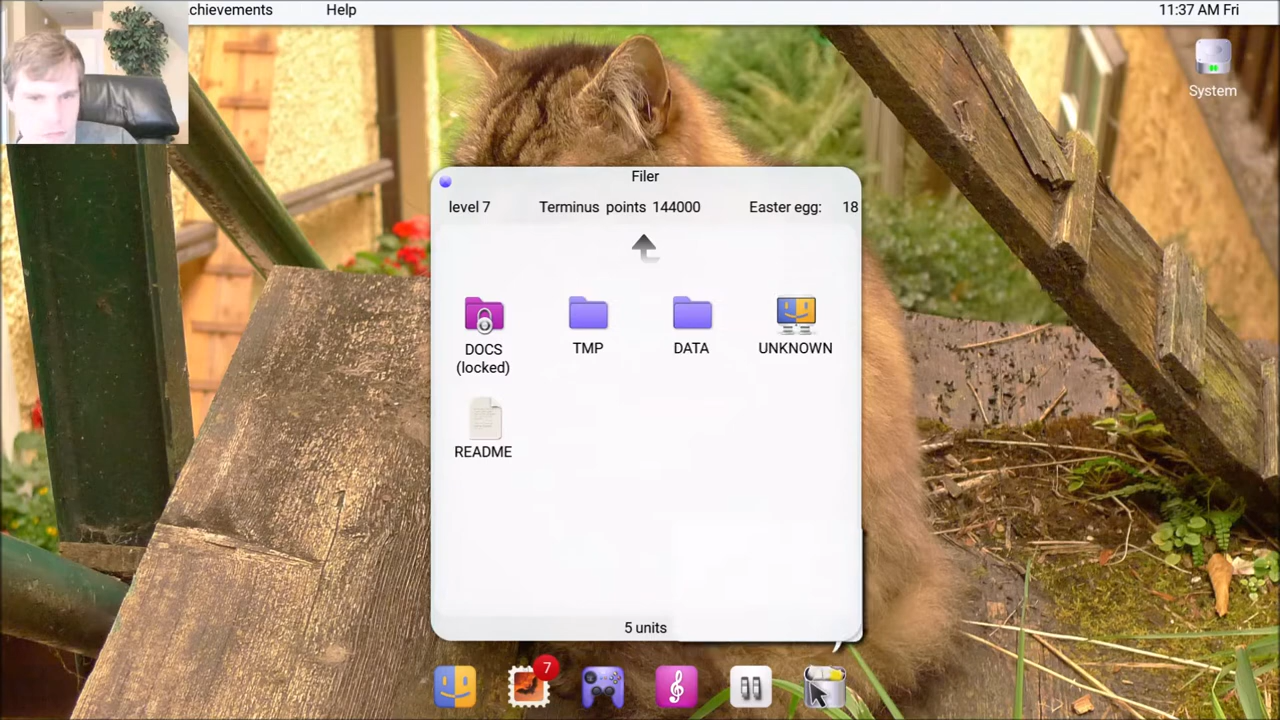 chievements Help 11:37 AM Fri
System
Filer
level 7 Terminus points 144000 Easter egg: 18
DOCS
(locked)
TMP
DATA
UNKNOWN
README
5 units
7